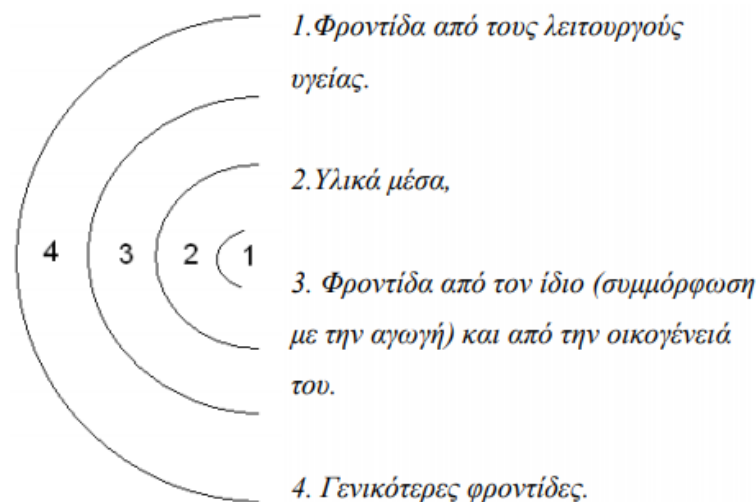 1.Φροντίδα από τους λειτουργούς
υγείας.
2.Υλικά μέσα,
4 3 2 1
3. Φροντίδα από τον ίδιο (συμμόρφωση
με την αγωγή) και από την οικογένειά
του.
4. Γενικότερες φροντίδες.